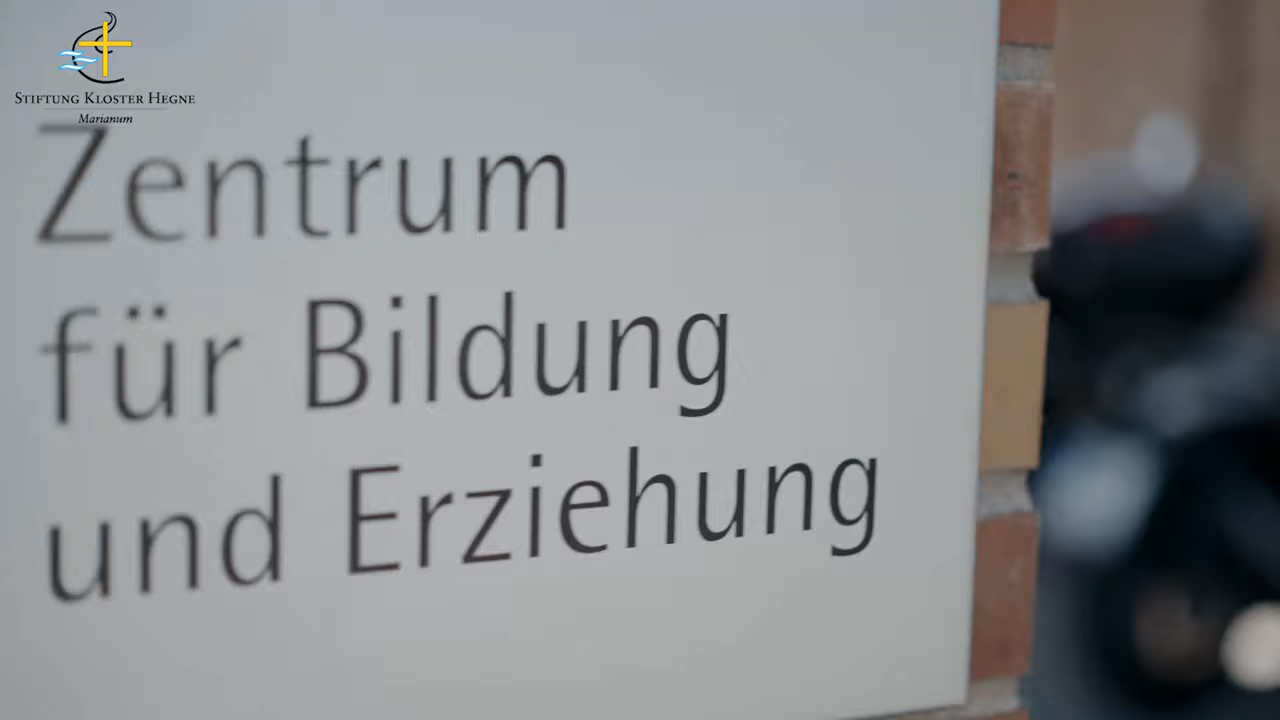 STIFTUNG KLOSTER HEGNE
Marianum
Zentrum
für Bildung
und Erziehung